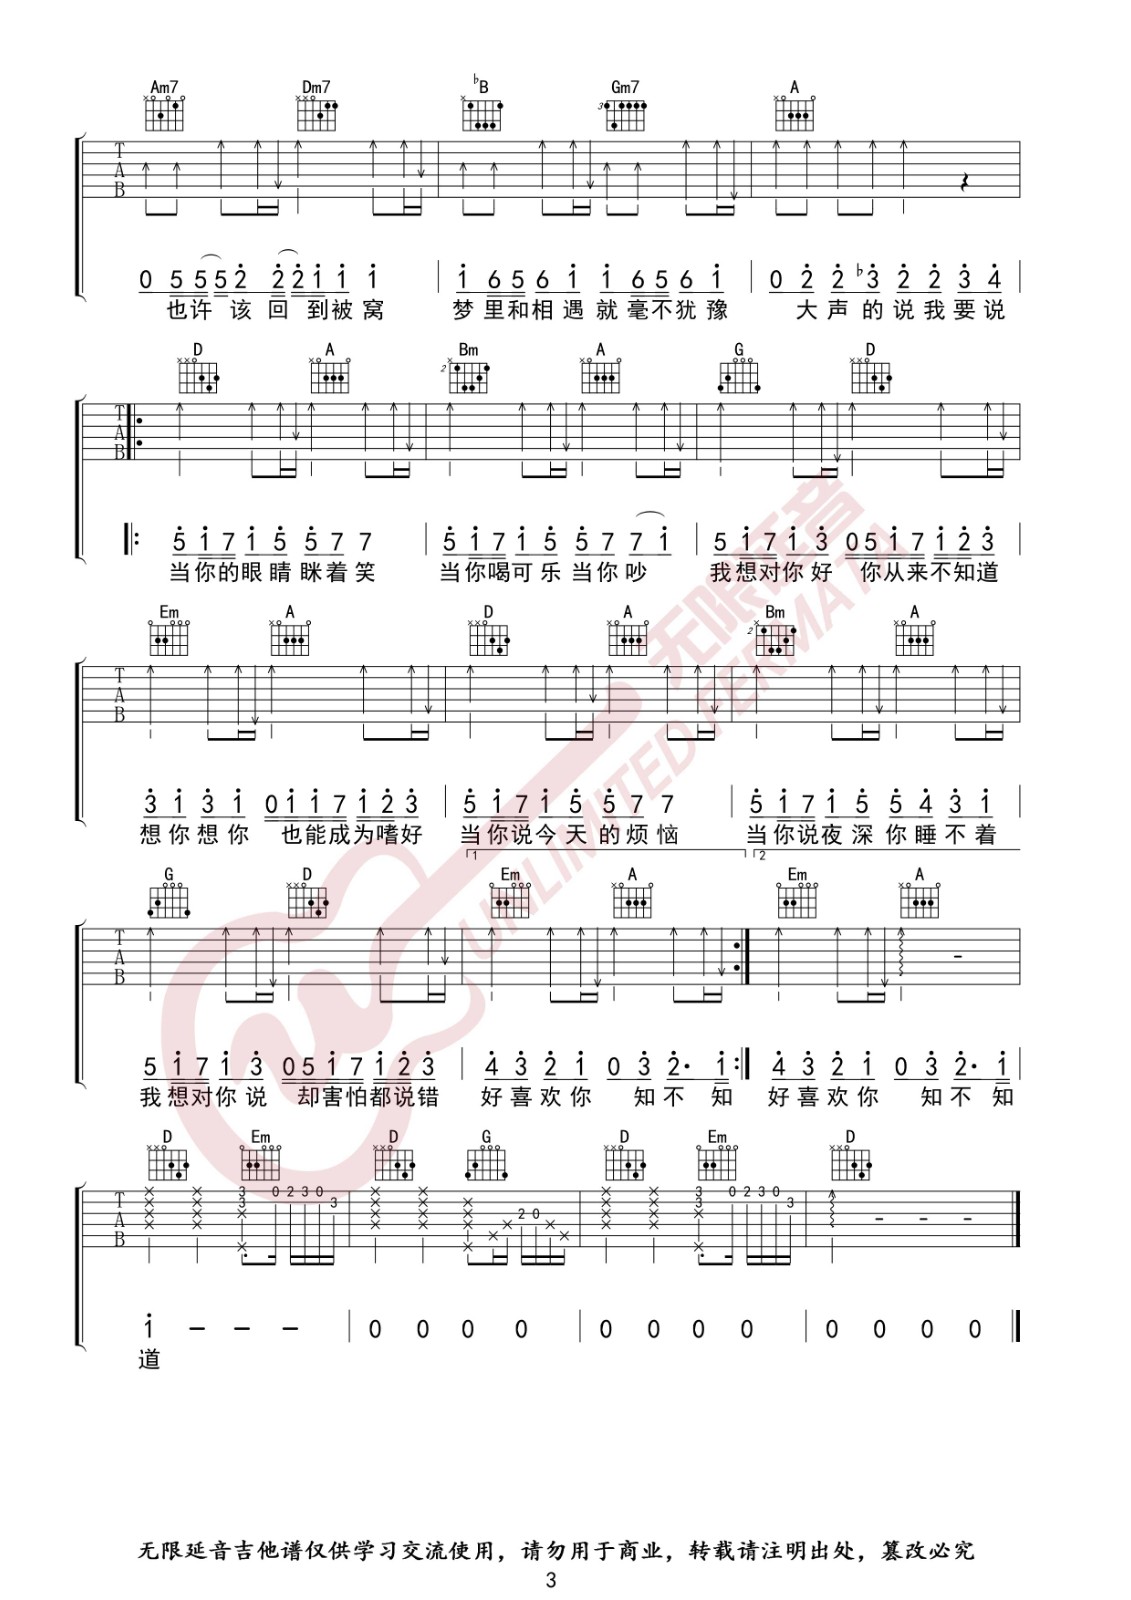 Am7 Dm7 ♭B Gm7 A
3
T
A
B
0 5 5 5 2 2 2 1 1 1 1 6 5 6 1 1 6 5 6 1 0 2 2 ♭3 2 2 3 4
也许 该 回 到被 窝 梦 里和相 遇 就 毫不犹 豫 大 声 的 说 我 要 说
D A Bm A G D
2
T
A
B
5 1 7 1 5 5 7 7 5 1 7 1 5 5 7 7 1 5 1 7 1 3 0 5 1 7 1 2 3
当你的眼 睛 眯着 笑 当你喝可 乐 当你 吵 我想对你 好 你从来不知道
Em A D A Bm A
2
T
A
B
3 1 3 1 0 1 1 7 1 2 3 5 1 7 1 5 5 7 7 5 1 7 1 5 5 4 3 1
想 你 想 你 也能成为嗜好 当你说今 天 的 烦 恼 当你说夜 深 你 睡 不 着
1 2
G D Em A Em A
T
A
B
-
5 1 7 1 3 0 5 1 7 1 2 3 4 3 2 1 0 3 2· 1 4 3 2 1 0 3 2· 1
我想对你 说 却害怕都说错 好 喜 欢 你 知 不 知 好 喜 欢 你 知 不 知
D Em D G D Em D
T
A
B
3 3 0 2 3 0 3 2 0 3 3 0 2 3 0 3 - - -
1 - - - 0 0 0 0 0 0 0 0 0 0 0 0
道
无限延音
UNLIMITED FERMATA
无限延音吉他谱仅供学习交流使用，请勿用于商业，转载请注明出处，篡改必究
3